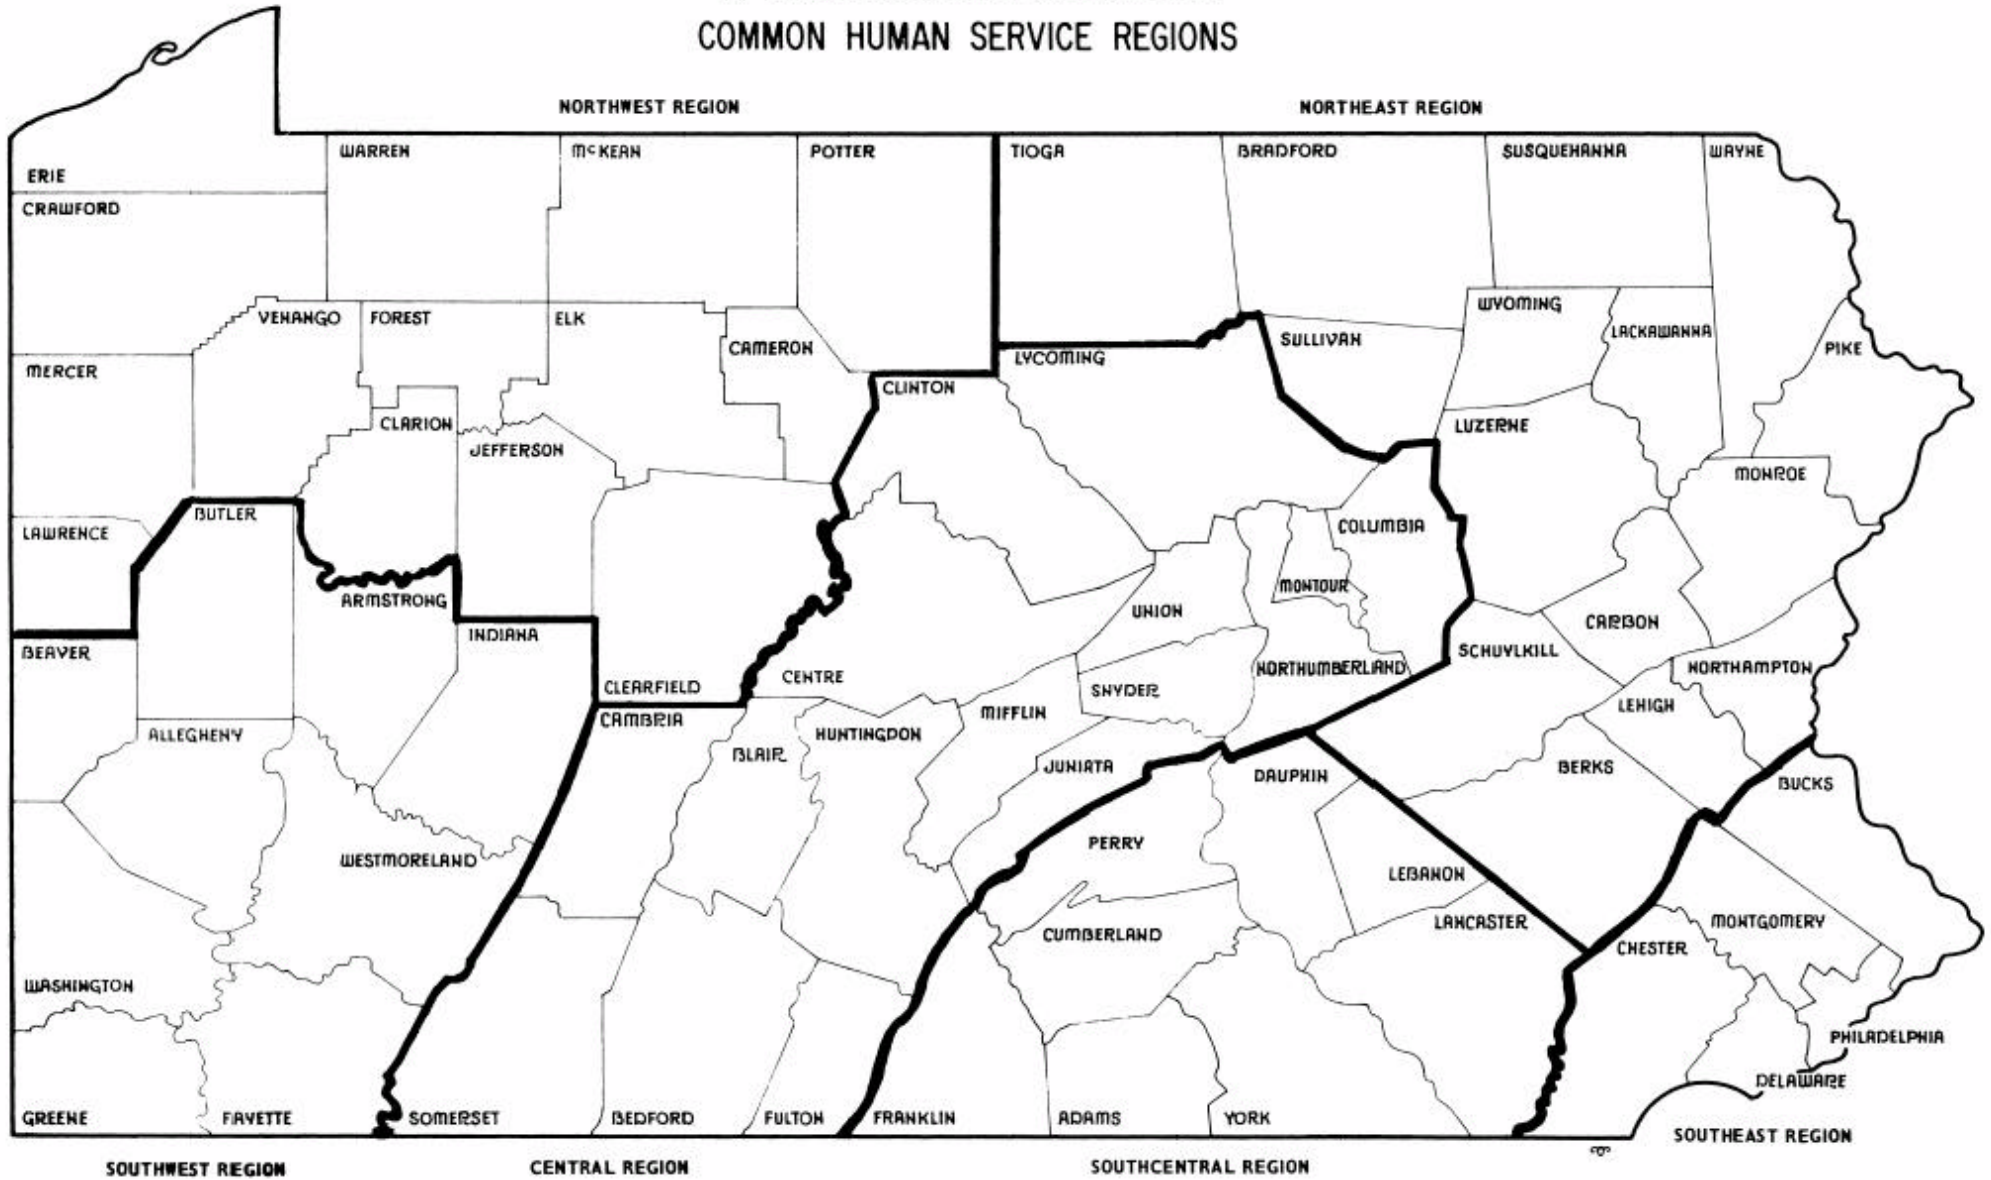 COMMON HUMAN SERVICE REGIONS
NORTHWEST REGION
NORTHEAST REGION
ERIE
WARREN
McKEAN
POTTER
TIOGA
BRADFORD
SUSQUEHANNA
WAYNE
CRAWFORD
VENANGO
FOREST
ELK
CAMERON
LYCOMING
SULLIVAN
WYOMING
LACKAWANNA
PIKE
MERCER
CLARION
JEFFERSON
CLINTON
LUZERNE
MONROE
LAWRENCE
BUTLER
ARMSTRONG
COLUMBIA
MONTOUR
UNION
CARBON
BEAVER
INDIANA
CLEARFIELD
CENTRE
SNYDER
NORTHUMBERLAND
SCHUYLKILL
NORTHAMPTON
LEHIGH
ALLEGHENY
CAMBRIA
BLAIR
HUNTINGDON
MIFFLIN
JUNIATA
DAUPHIN
BERKS
BUCKS
WESTMORELAND
PERRY
LEBANON
LANCASTER
CUMBERLAND
CHESTER
MONTGOMERY
WASHINGTON
PHILADELPHIA
DELAWARE
GREENE
FAYETTE
SOMERSET
BEDFORD
FULTON
FRANKLIN
ADAMS
YORK
SOUTHEAST REGION
SOUTHWEST REGION
CENTRAL REGION
SOUTHCENTRAL REGION